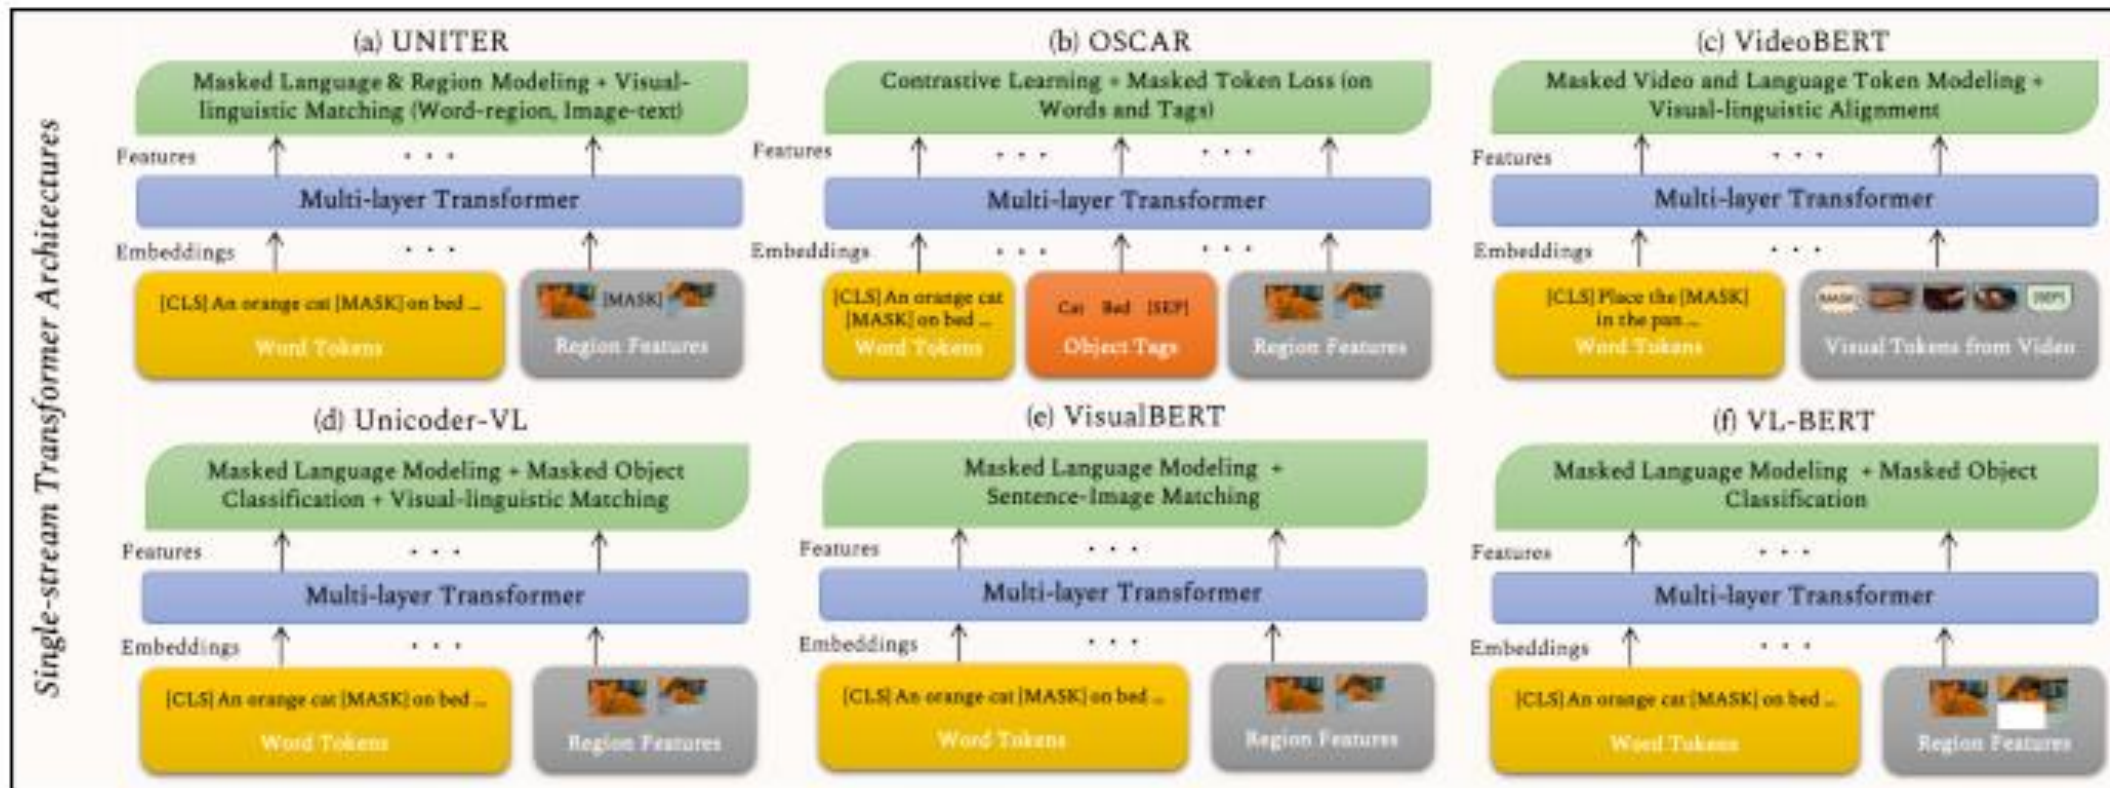 Single-stream Transformer Architectures
(a) UNITER
Masked Language & Region Modeling + Visual-
linguistic Matching (Word-region, Image-text)
Features
. . .
Multi-layer Transformer
Embeddings
. . .
[CLS] An orange cat [MASK] on bed ...
Word Tokens
[MASK]
Region Features
(b) OSCAR
Contrastive Learning + Masked Token Loss (on
Words and Tags)
Features
. . .
. . .
Multi-layer Transformer
Embeddings
. . .
. . .
[CLS] An orange cat
[MASK] on bed ...
Word Tokens
Cat Bed [SEP]
Object Tags
Region Features
(c) VideoBERT
Masked Video and Language Token Modeling +
Visual-linguistic Alignment
Features
. . .
Multi-layer Transformer
Embeddings
. . .
[CLS] Place the [MASK]
in the pan ...
Word Tokens
[MASK] [SEP]
Visual Tokens from Video
(d) Unicoder-VL
Masked Language Modeling + Masked Object
Classification + Visual-linguistic Matching
Features
. . .
Multi-layer Transformer
Embeddings
. . .
[CLS] An orange cat [MASK] on bed ...
Word Tokens
Region Features
(e) VisualBERT
Masked Language Modeling +
Sentence-Image Matching
Features
. . .
Multi-layer Transformer
Embeddings
. . .
[CLS] An orange cat [MASK] on bed ...
Word Tokens
Region Features
(f) VL-BERT
Masked Language Modeling + Masked Object
Classification
Features
. . .
Multi-layer Transformer
Embeddings
. . .
[CLS] An orange cat [MASK] on bed ...
Word Tokens
Region Features